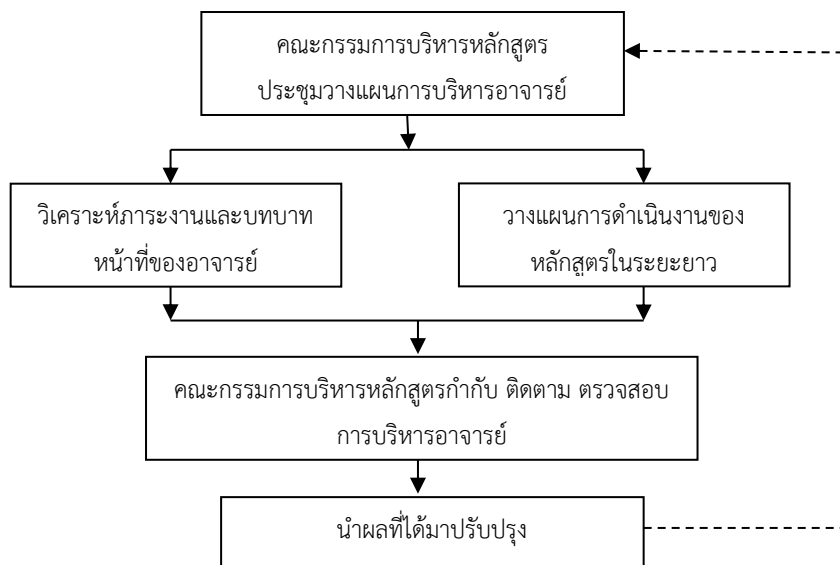 คณะกรรมการบริหารหลักสูตร
ประชุมวางแผนการบริหารอาจารย์
วิเคราะห์ภาระงานและบทบาท
หน้าที่ของอาจารย์
วางแผนการดำเนินงานของ
หลักสูตรในระยะยาว
คณะกรรมการบริหารหลักสูตรกำกับ ติดตาม ตรวจสอบ
การบริหารอาจารย์
นำผลที่ได้มาปรับปรุง